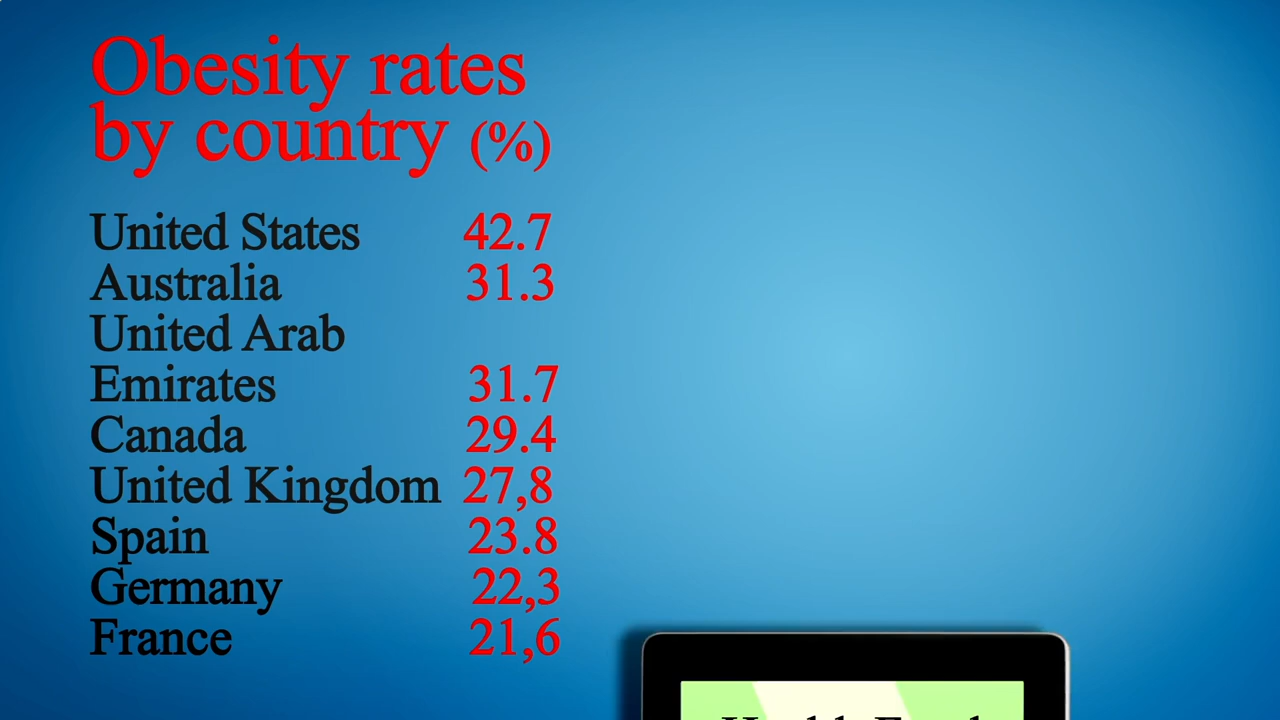 Obesity rates
by country (%)
United States 42.7
Australia 31.3
United Arab
Emirates 31.7
Canada 29.4
United Kingdom 27,8
Spain 23.8
Germany 22,3
France 21,6